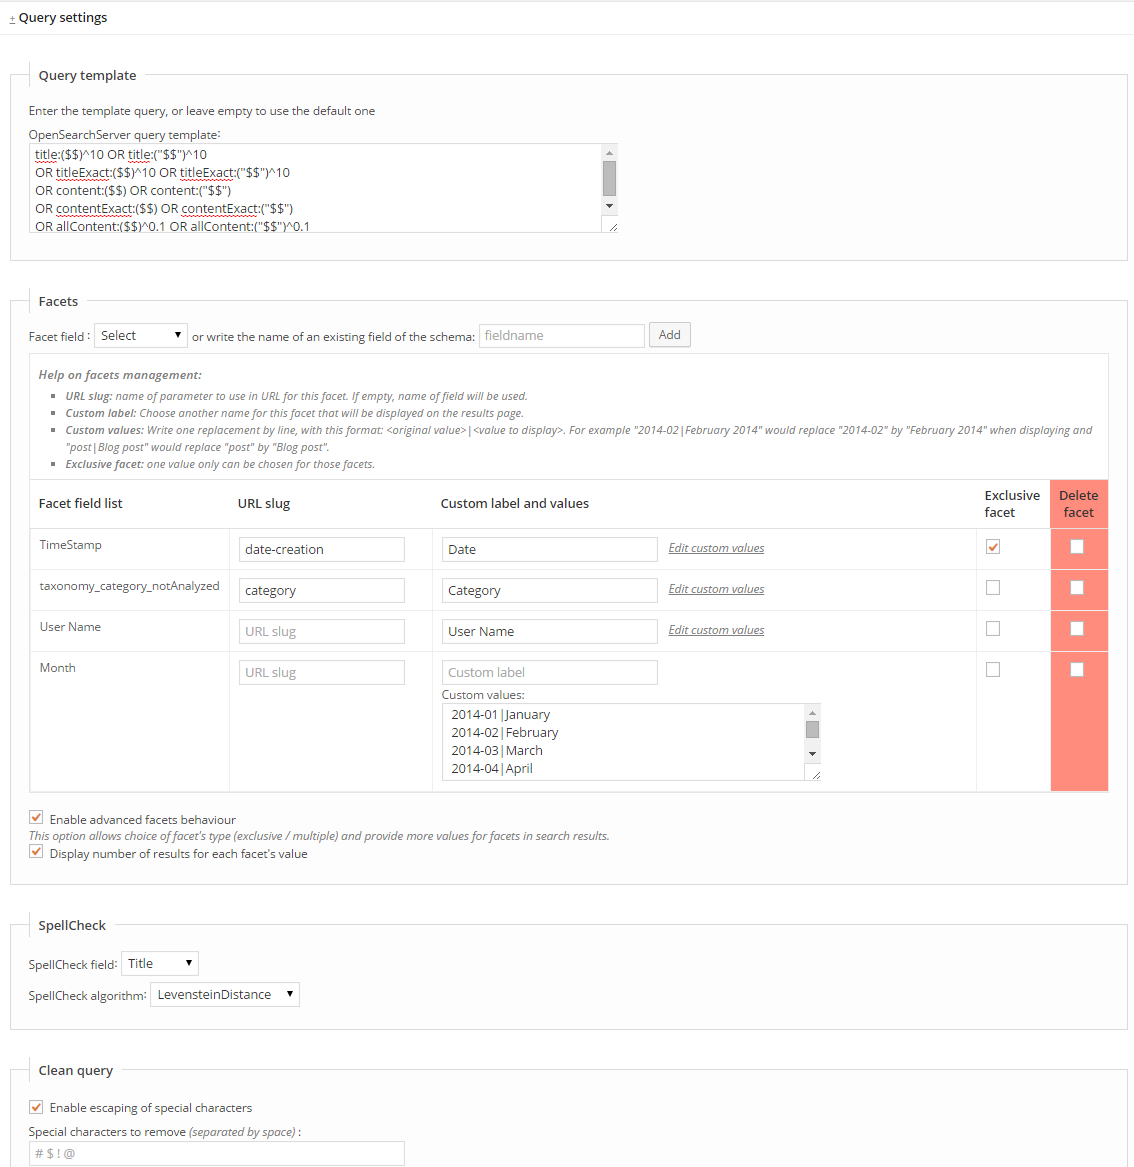 ± Query settings
Query template
Enter the template query, or leave empty to use the default one
OpenSearchServer query template:
title:($$)^10 OR title:("$$")^10
OR titleExact:($$)^10 OR titleExact:("$$")^10
OR content:($$) OR content:("$$")
OR contentExact:($$) OR contentExact:("$$")
OR allContent:($$)^0.1 OR allContent:("$$")^0.1
Facets
Facet field : Select or write the name of an existing field of the schema: fieldname Add
Help on facets management:
URL slug: name of parameter to use in URL for this facet. If empty, name of field will be used.
Custom label: Choose another name for this facet that will be displayed on the results page.
Custom values: Write one replacement by line, with this format: <original value>|<value to display>. For example "2014-02|February 2014" would replace "2014-02" by "February 2014" when displaying and
"post|Blog post" would replace "post" by "Blog post".
Exclusive facet: one value only can be chosen for those facets.
Facet field list URL slug Custom label and values Exclusive facet Delete facet
TimeStamp date-creation Date Edit custom values
taxonomy_category_notAnalyzed category Category Edit custom values
User Name URL slug User Name Edit custom values
Month URL slug Custom label
Custom values:
2014-01|January
2014-02|February
2014-03|March
2014-04|April
Enable advanced facets behaviour
This option allows choice of facet's type (exclusive / multiple) and provide more values for facets in search results.
Display number of results for each facet's value
SpellCheck
SpellCheck field: Title
SpellCheck algorithm: LevensteinDistance
Clean query
Enable escaping of special characters
Special characters to remove (separated by space) :
# $ ! @